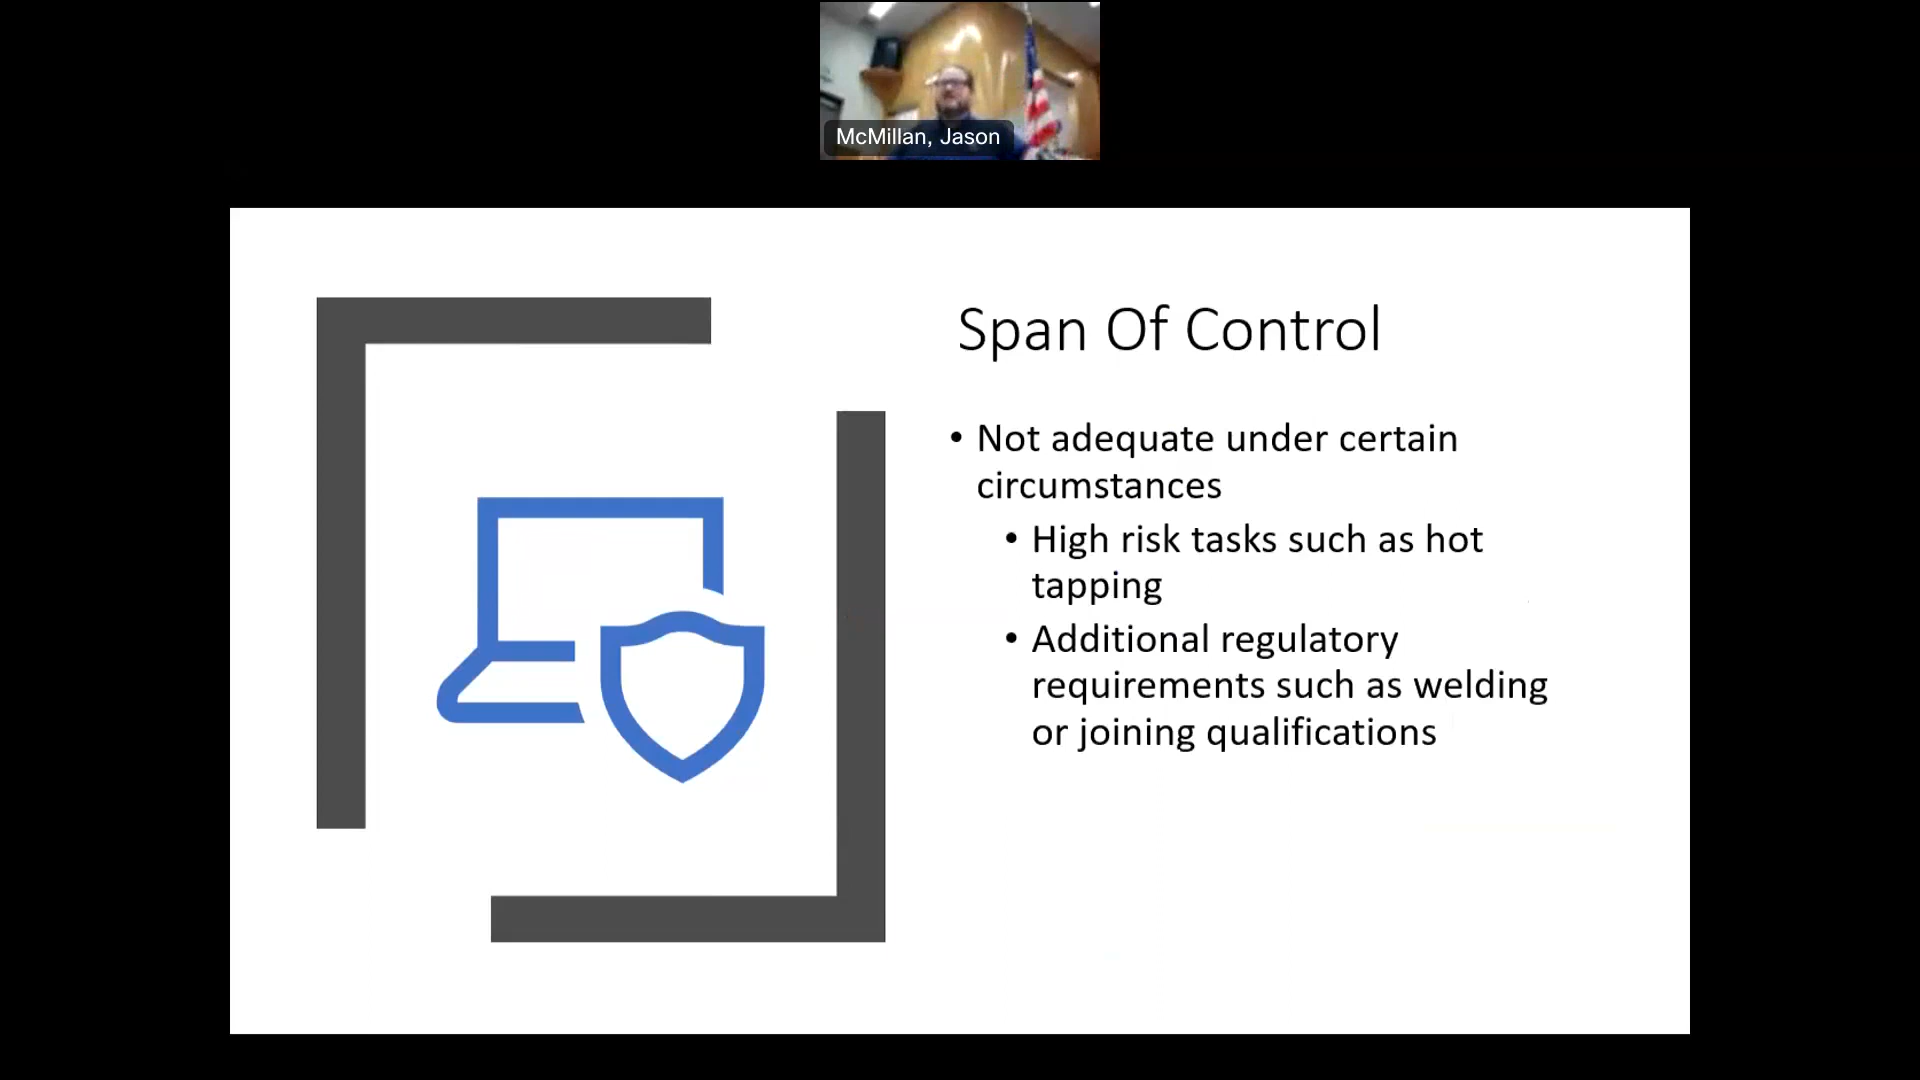 McMillan, Jason
Span Of Control
• Not adequate under certain
circumstances
• High risk tasks such as hot
tapping
• Additional regulatory
requirements such as welding
or joining qualifications